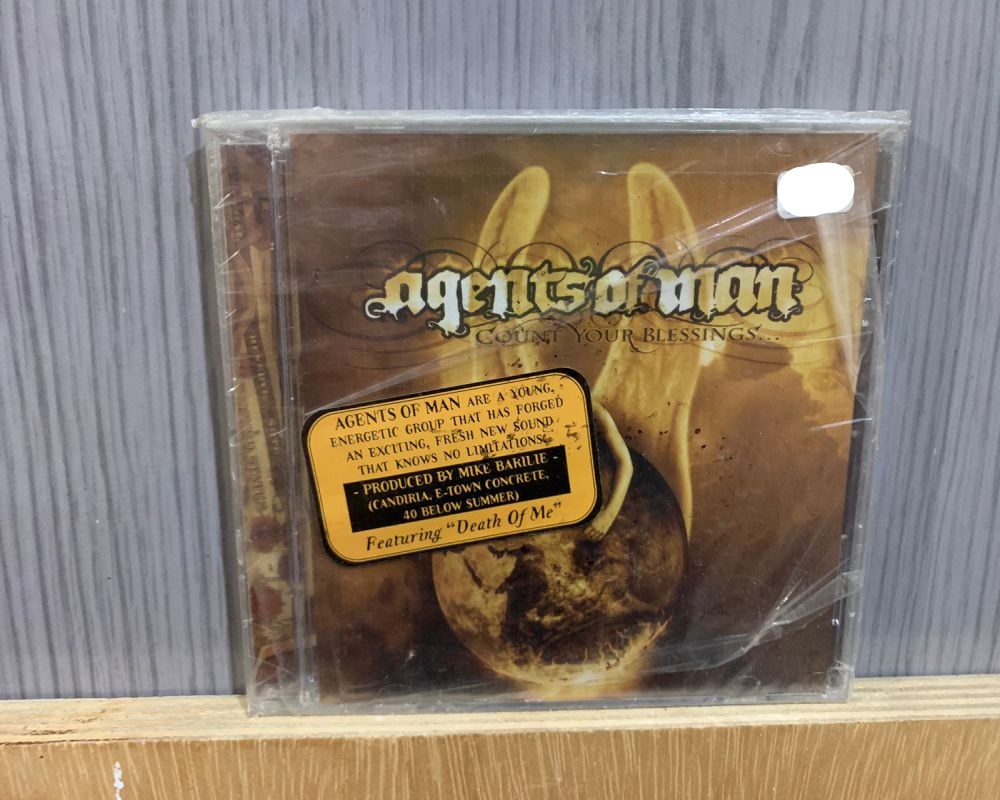 agents of man
COUNT YOUR BLESSINGS...
AGENTS OF MAN ARE A YOUNG,
ENERGETIC GROUP THAT HAS FORGED
AN EXCITING, FRESH NEW SOUND
THAT KNOWS NO LIMITATIONS.
- PRODUCED BY MIKE BARILIE -
(CANDIRIA, E-TOWN CONCRETE,
40 BELOW SUMMER)
Featuring "Death Of Me"